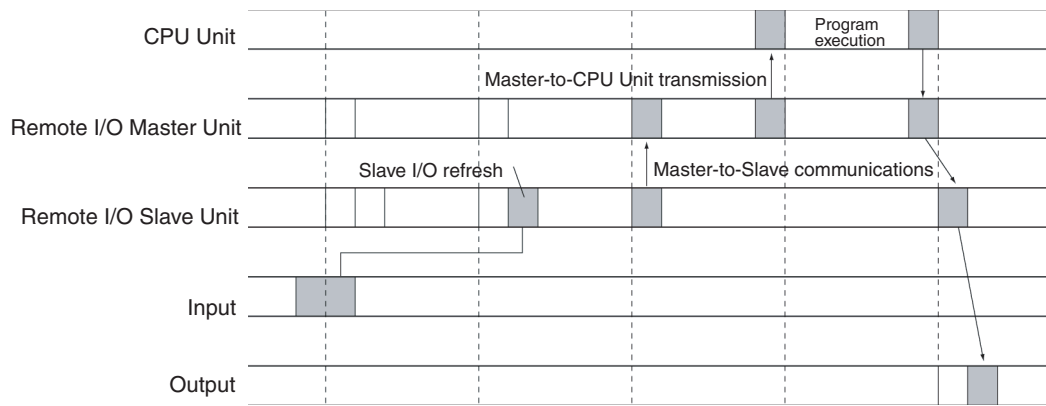 CPU Unit
Program
execution
Master-to-CPU Unit transmission
Remote I/O Master Unit
Slave I/O refresh
Master-to-Slave communications
Remote I/O Slave Unit
Input
Output